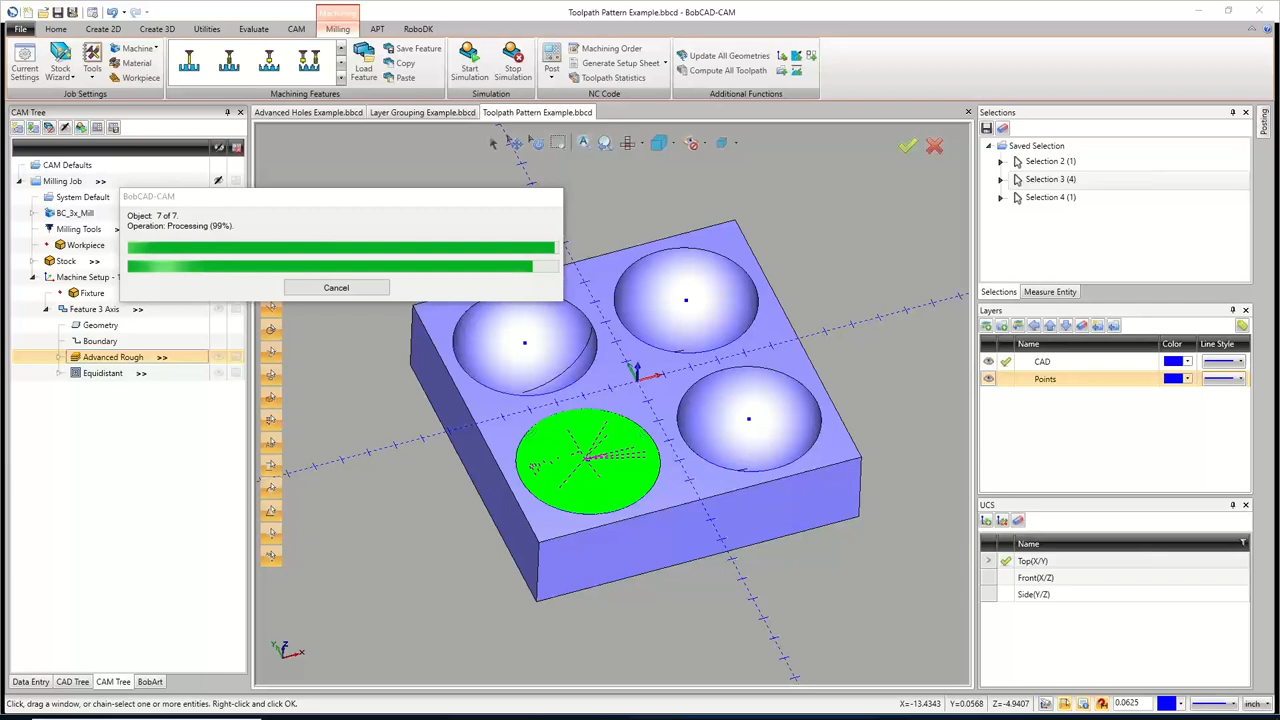 Toolpath Pattern Example.bbcd - BobCAD-CAM
Machining
File Home Create 2D Create 3D Utilities Evaluate CAM Milling APT RobotDK
Current Settings
Stock Wizard
Tools
Machine
Material
Workpiece
Job Settings
Load Feature
Save Feature
Copy
Paste
Machining Features
Start Simulation
Stop Simulation
Simulation
Post
Machining Order
Generate Setup Sheet
Toolpath Statistics
NC Code
Update All Geometries
Compute All Toolpath
Additional Functions
CAM Tree
Advanced Holes Example.bbcd
Layer Grouping Example.bbcd
Toolpath Pattern Example.bbcd
CAM Defaults
Milling Job >>
System Default
BC_3x_Mill
Milling Tools
Workpiece
Stock >>
Machine Setup -
Fixture
Feature 3 Axis >>
Geometry
Boundary
Advanced Rough >>
Equidistant >>
BobCAD-CAM
Object: 7 of 7.
Operation: Processing (99%).
Cancel
Selections
Saved Selection
Selection 2 (1)
Selection 3 (4)
Selection 4 (1)
Selections Measure Entity
Layers
Name Color Line Style
CAD
Points
UCS
Name
Top(X/Y)
Front(X/Z)
Side(Y/Z)
Posting
Y Z X
Data Entry CAD Tree CAM Tree BobArt
Click, drag a window, or chain-select one or more entities. Right-click and click OK.
X=-13.4343 Y=0.0568 Z=-4.9407 0.0625 inch